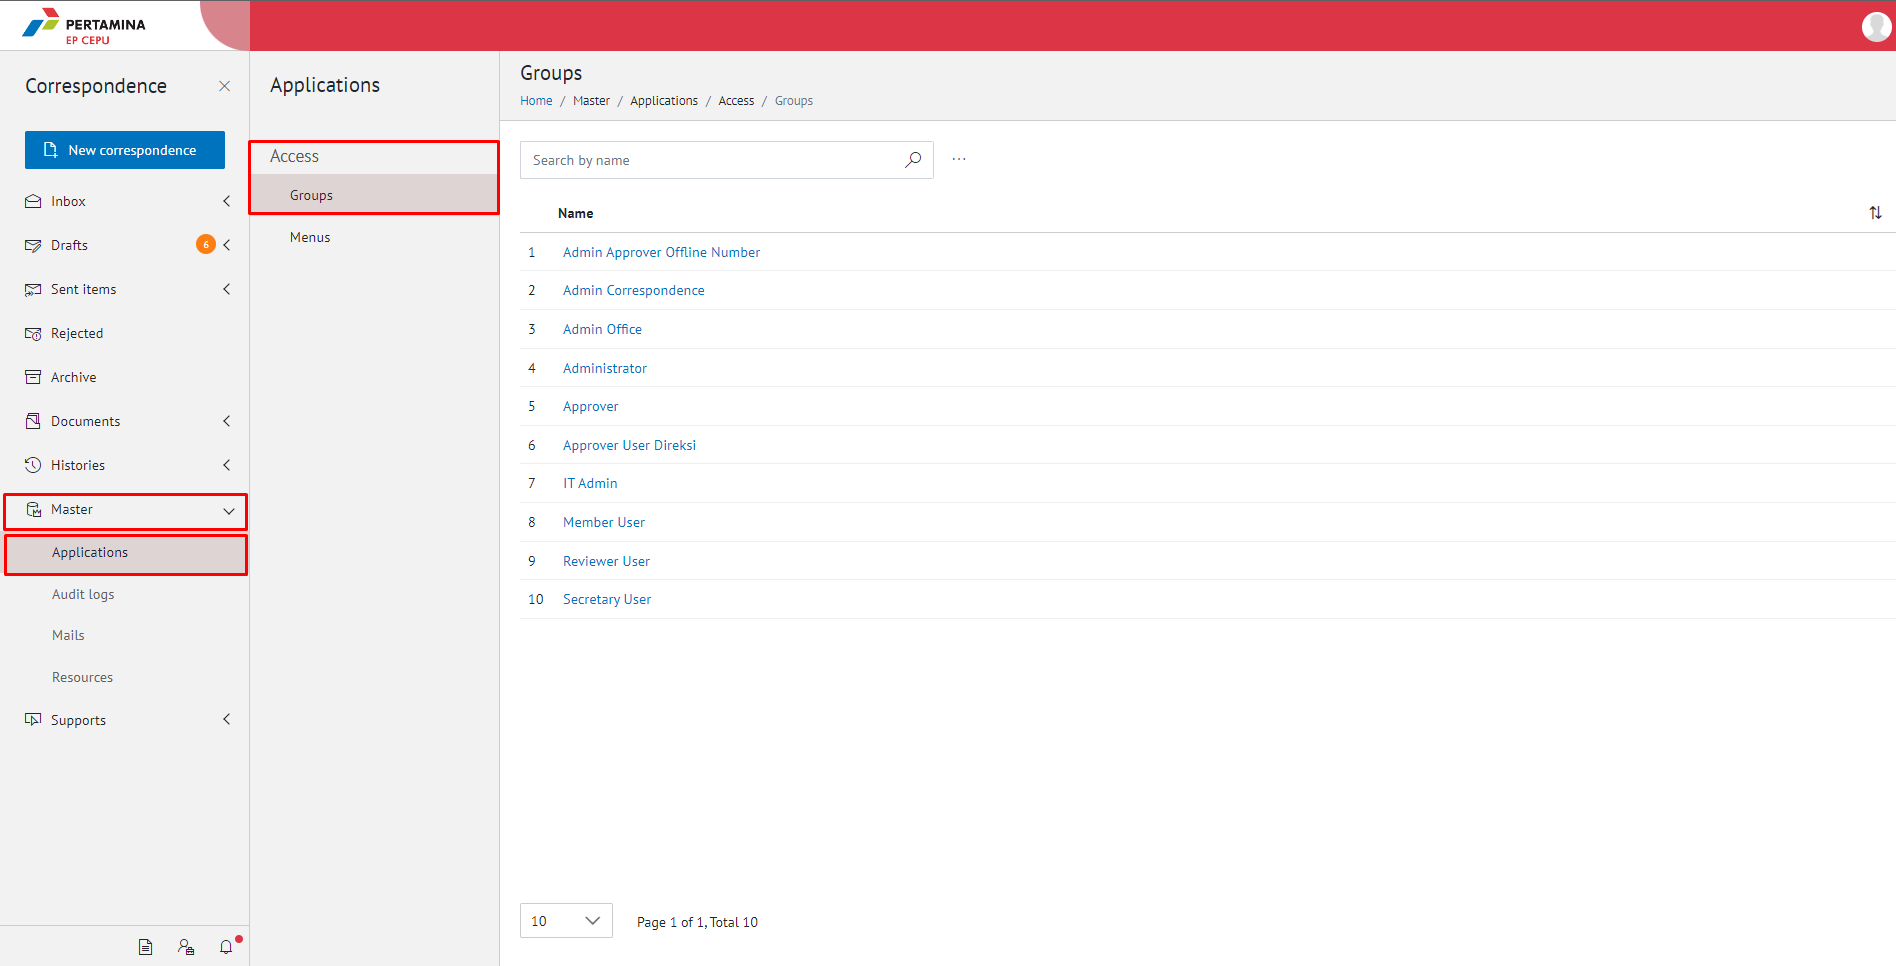 PERTAMINA
EP CEPU
Correspondence
New correspondence
Inbox
Drafts
6
Sent items
Rejected
Archive
Documents
Histories
Master
Applications
Audit logs
Mails
Resources
Supports
Applications
Access
Groups
Menus
Groups
Home / Master / Applications / Access / Groups
Search by name
...
Name
1 Admin Approver Offline Number
2 Admin Correspondence
3 Admin Office
4 Administrator
5 Approver
6 Approver User Direksi
7 IT Admin
8 Member User
9 Reviewer User
10 Secretary User
10
Page 1 of 1, Total 10